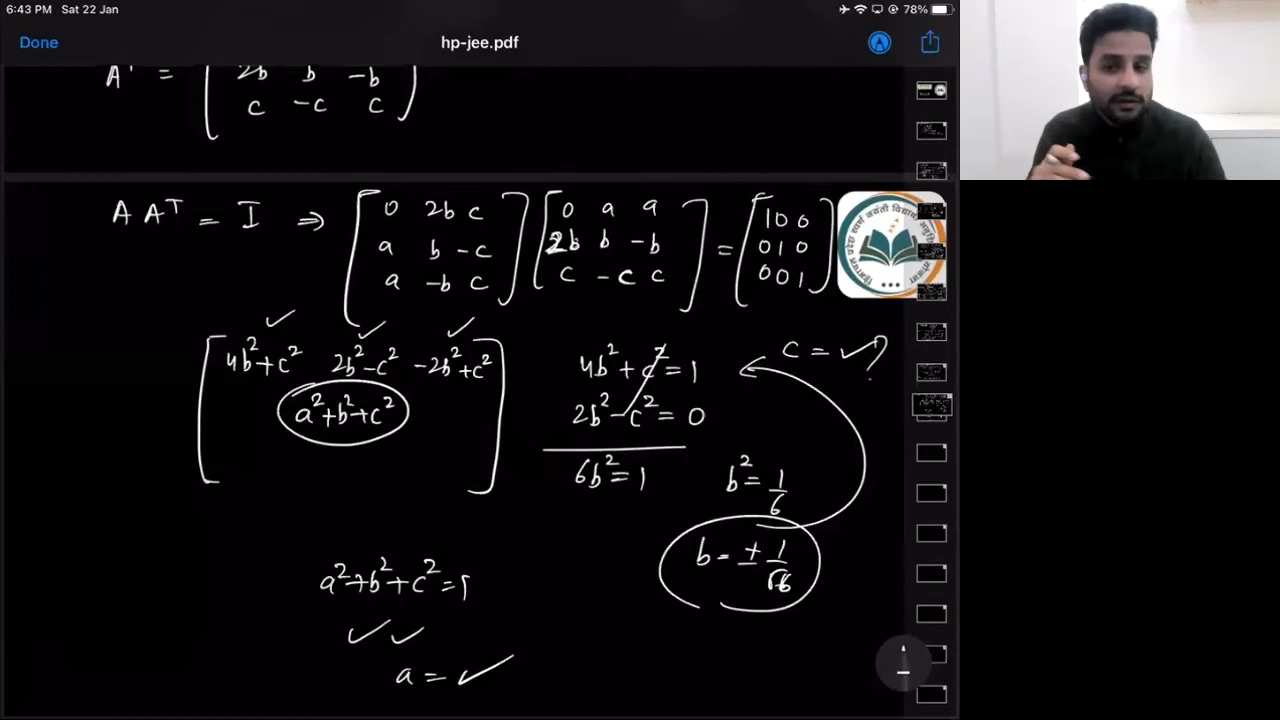 6:43 PM Sat 22 Jan
78%
Done
hp-jee.pdf
Aᵀ = [ 2b b -b
c -c c ]
A Aᵀ = I ⇒ [ 0 2b c ] [ 0 a a ] = [ 1 0 0 ]
[ a b -c ] [ 2b b -b ] [ 0 1 0 ]
[ a -b c ] [ c -c c ] [ 0 0 1 ]
✓ ✓ ✓
[ 4b²+c² 2b²-c² -2b²+c² ]
a²+b²+c²
4b²+c² = 1
2b²-c² = 0
6b² = 1
c = ✓ ?
b² = 1/6
b = ± 1/√6
a²+b²+c² = 1
✓ ✓
a = ✓